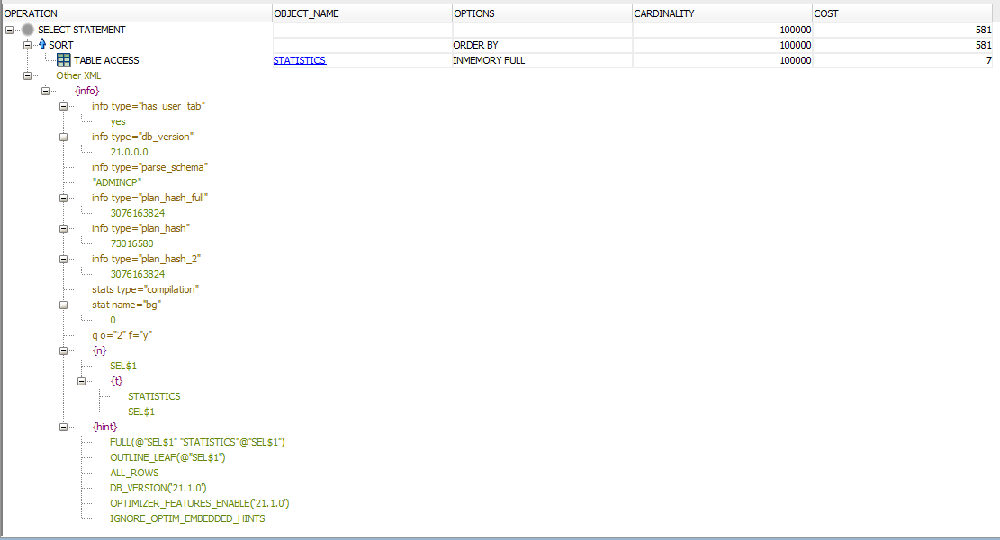 OPERATION OBJECT_NAME OPTIONS CARDINALITY COST
SELECT STATEMENT 100000 581
SORT ORDER BY 100000 581
TABLE ACCESS STATISTICS INMEMORY FULL 100000 7
Other XML
{info}
info type="has_user_tab"
yes
info type="db_version"
21.0.0.0
info type="parse_schema"
"ADMINCP"
info type="plan_hash_full"
3076163824
info type="plan_hash"
73016580
info type="plan_hash_2"
3076163824
stats type="compilation"
stat name="bg"
0
q o="2" f="y"
{n}
SEL$1
{t}
STATISTICS
SEL$1
{hint}
FULL(@"SEL$1" "STATISTICS"@"SEL$1")
OUTLINE_LEAF(@"SEL$1")
ALL_ROWS
DB_VERSION('21.1.0')
OPTIMIZER_FEATURES_ENABLE('21.1.0')
IGNORE_OPTIM_EMBEDDED_HINTS